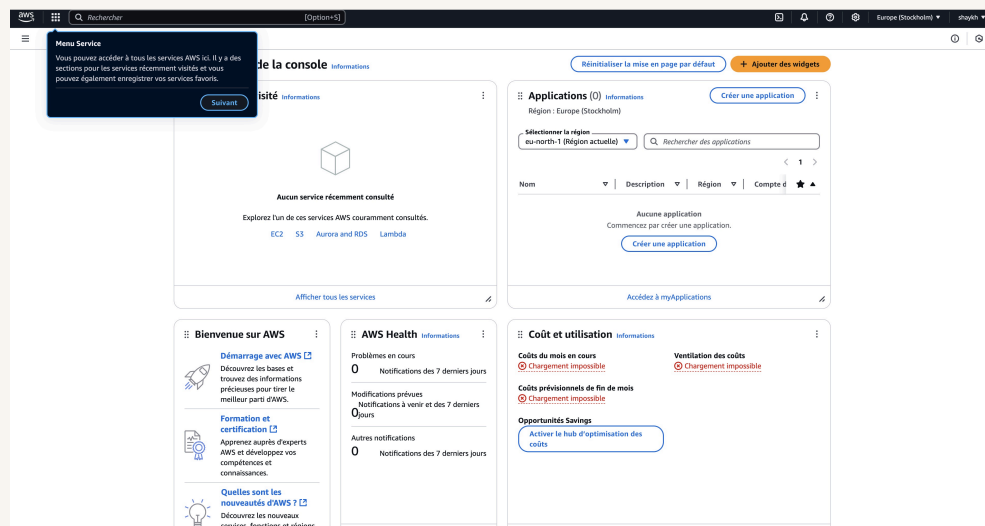 aws
Rechercher
[Option+S]
Europe (Stockholm)
shaykh
Menu Service
Vous pouvez accéder à tous les services AWS ici. Il y a des
sections pour les services récemment visités et vous
pouvez également enregistrer vos services favoris.
Suivant
de la console Informations
Réinitialiser la mise en page par défaut
+ Ajouter des widgets
isité Informations
Aucun service récemment consulté
Explorez l'un de ces services AWS couramment consultés.
EC2 S3 Aurora and RDS Lambda
Afficher tous les services
Applications (0) Informations
Créer une application
Région : Europe (Stockholm)
Sélectionner la région
eu-north-1 (Région actuelle)
Rechercher des applications
1
Nom Description Région Compte d
Aucune application
Commencez par créer une application.
Créer une application
Accédez à myApplications
Bienvenue sur AWS
Démarrage avec AWS
Découvrez les bases et
trouvez des informations
précieuses pour tirer le
meilleur parti d'AWS.
Formation et
certification
Apprenez auprès d'experts
AWS et développez vos
compétences et
connaissances.
Quelles sont les
nouveautés d'AWS ?
Découvrez les nouveaux
services, fonctions et régions
AWS Health Informations
Problèmes en cours
0 Notifications des 7 derniers jours
Modifications prévues
0 Notifications à venir et des 7 derniers
jours
Autres notifications
0 Notifications des 7 derniers jours
Coût et utilisation Informations
Coûts du mois en cours
Chargement impossible
Coûts prévisionnels de fin de mois
Chargement impossible
Opportunités Savings
Activer le hub d'optimisation des
coûts
Ventilation des coûts
Chargement impossible